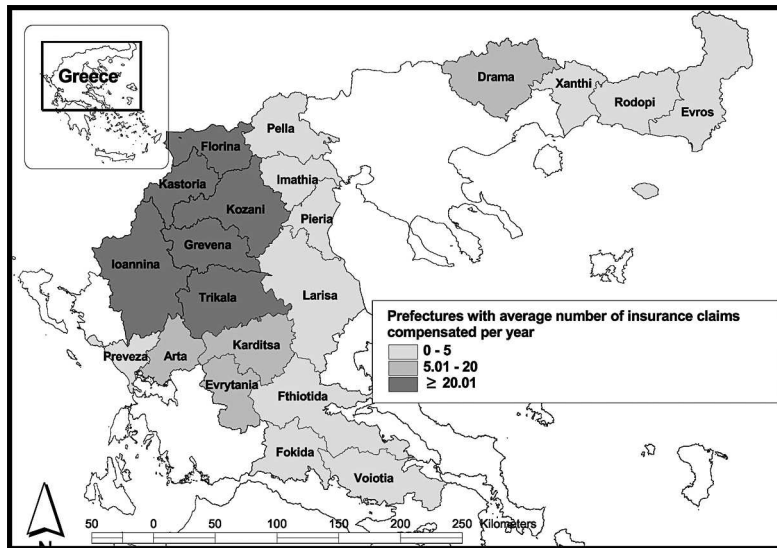 Greece
Drama
Xanthi
Rodopi
Evros
Pella
Florina
Imathia
Kastoria
Kozani
Pieria
Grevena
Ioannina
Trikala
Larisa
Prefectures with average number of insurance claims
compensated per year
0 - 5
5.01 - 20
≥ 20.01
Preveza
Arta
Karditsa
Evrytania
Fthiotida
Fokida
Voiotia
N
50 0 50 100 150 200 250 Kilometers